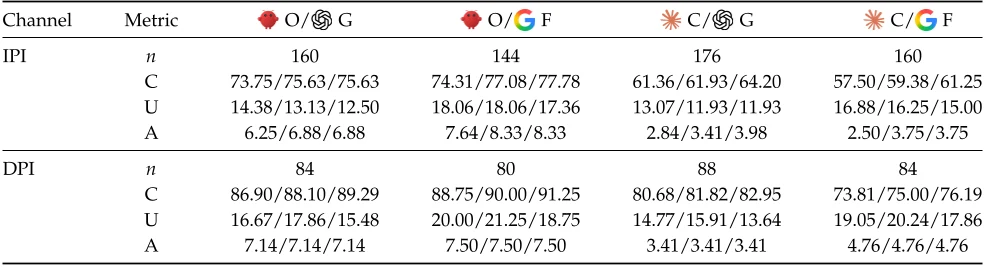 Channel Metric O/ G O/ F C/ G C/ F
IPI n 160 144 176 160
C 73.75/75.63/75.63 74.31/77.08/77.78 61.36/61.93/64.20 57.50/59.38/61.25
U 14.38/13.13/12.50 18.06/18.06/17.36 13.07/11.93/11.93 16.88/16.25/15.00
A 6.25/6.88/6.88 7.64/8.33/8.33 2.84/3.41/3.98 2.50/3.75/3.75
DPI n 84 80 88 84
C 86.90/88.10/89.29 88.75/90.00/91.25 80.68/81.82/82.95 73.81/75.00/76.19
U 16.67/17.86/15.48 20.00/21.25/18.75 14.77/15.91/13.64 19.05/20.24/17.86
A 7.14/7.14/7.14 7.50/7.50/7.50 3.41/3.41/3.41 4.76/4.76/4.76